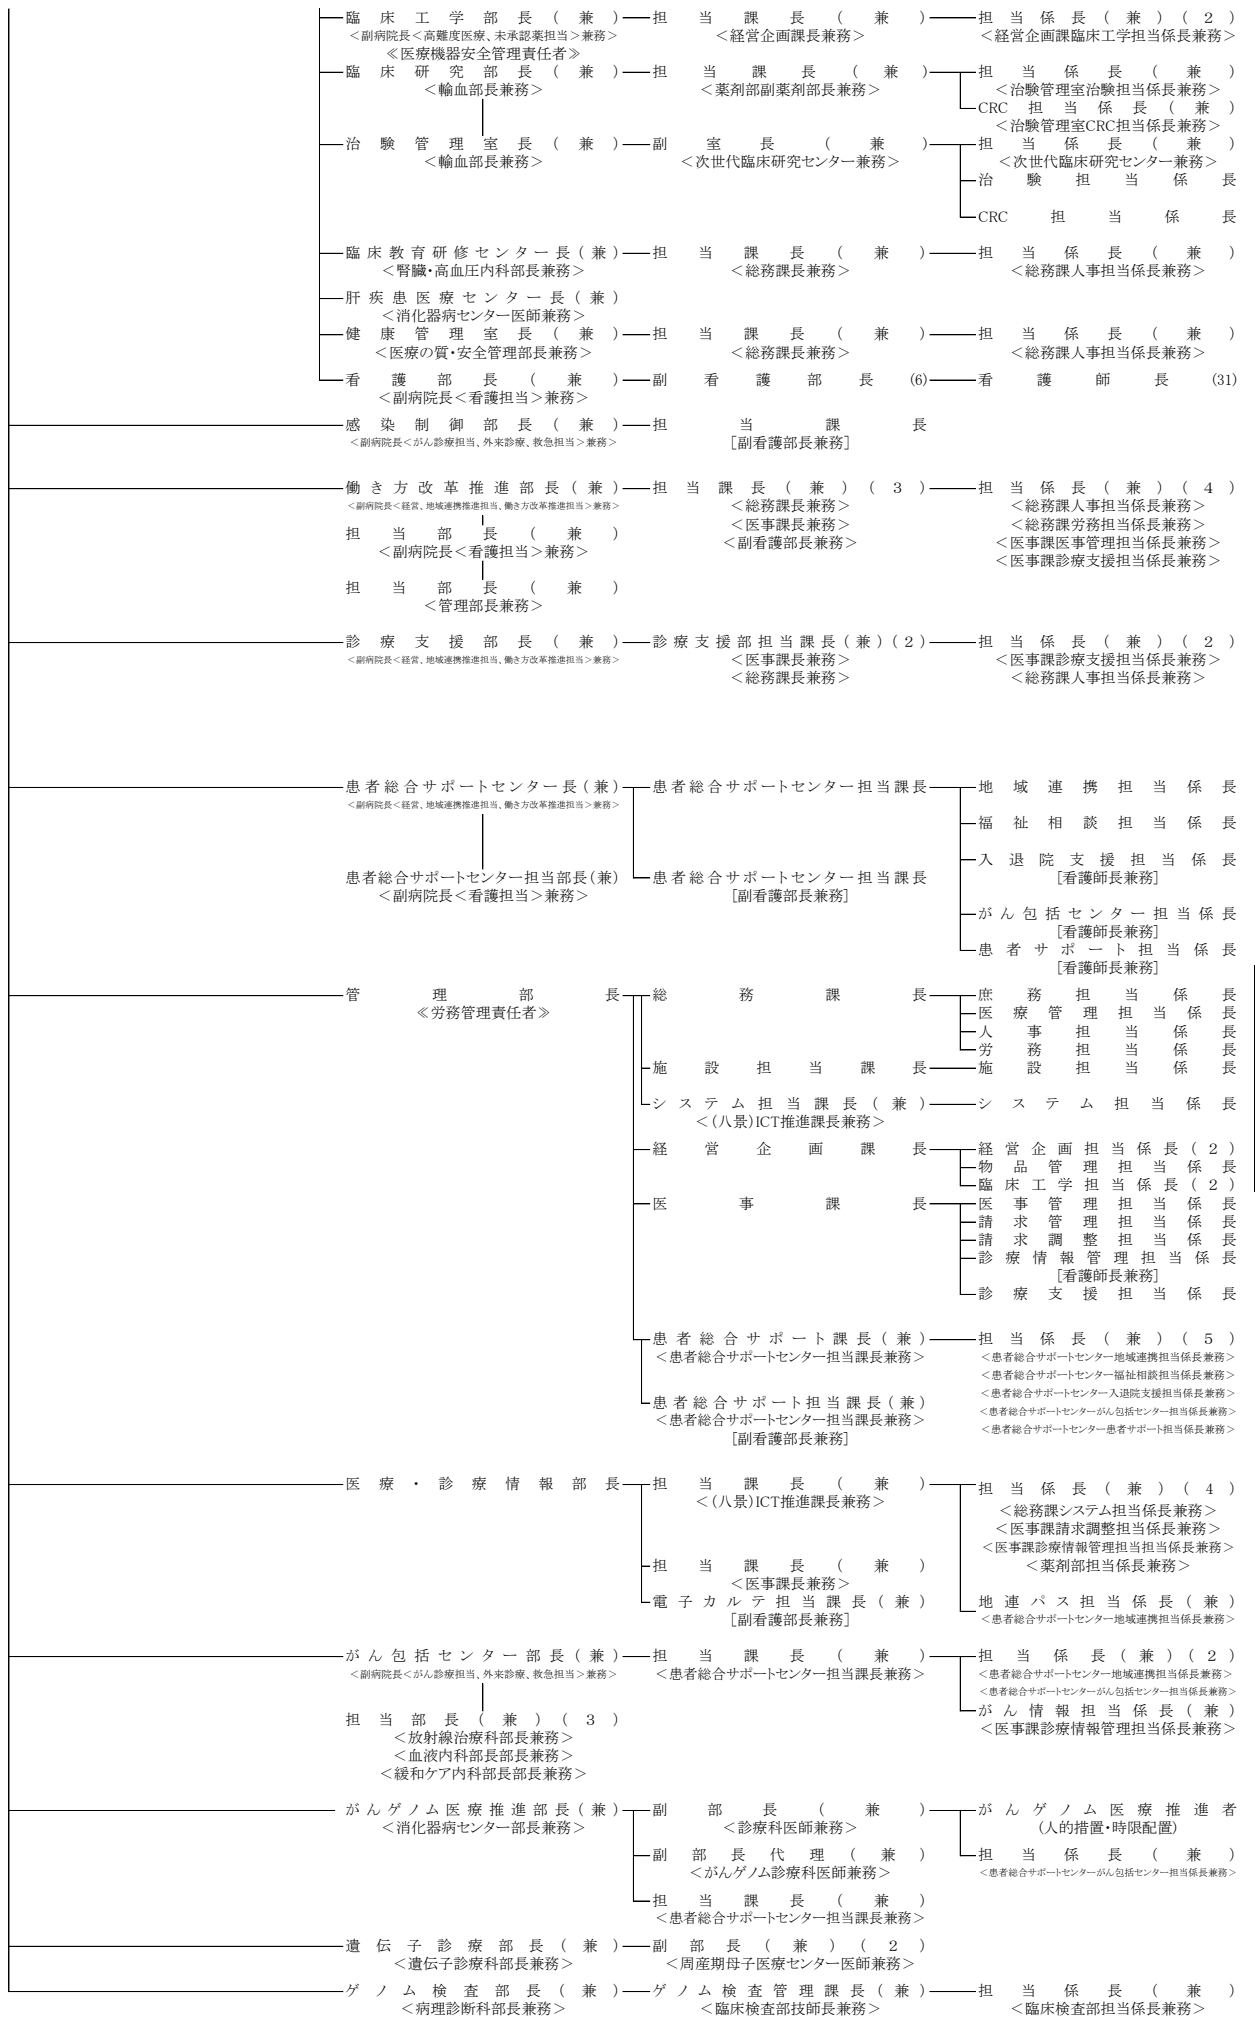 臨床工学部長(兼) 担当課長(兼) 担当係長(兼)(2)
<副病院長<高難度医療、未承認薬担当>兼務> <経営企画課長兼務> <経営企画課臨床工学担当係長兼務>
≪医療機器安全管理責任者≫
臨床研究部長(兼) 担当課長(兼) 担当係長(兼)
<輸血部長兼務> <薬剤部副薬剤部長兼務> <治験管理室治験担当係長兼務>
CRC担当係長(兼)
<治験管理室CRC担当係長兼務>
治験管理室長(兼) 副室長(兼) 担当係長(兼)
<輸血部長兼務> <次世代臨床研究センター兼務> <次世代臨床研究センター兼務>
治験担当係長
CRC担当係長
臨床教育研修センター長(兼) 担当課長(兼) 担当係長(兼)
<腎臓・高血圧内科部長兼務> <総務課長兼務> <総務課人事担当係長兼務>
肝疾患医療センター長(兼)
<消化器病センター医師兼務>
健康管理室長(兼) 担当課長(兼) 担当係長(兼)
<医療の質・安全管理部長兼務> <総務課長兼務> <総務課人事担当係長兼務>
看護部長(兼) 副看護部長(6) 看護師長(31)
<副病院長<看護担当>兼務>
感染制御部長(兼) 担当課長
<副病院長<がん診療担当、外来診療、救急担当>兼務> [副看護部長兼務]
働き方改革推進部長(兼) 担当課長(兼)(3) 担当係長(兼)(4)
<副病院長<経営、地域連携推進担当、働き方改革推進担当>兼務> <総務課長兼務> <総務課人事担当係長兼務>
<医事課長兼務> <総務課労務担当係長兼務>
担当部長(兼)
<副病院長<看護担当>兼務> <副看護部長兼務> <医事課医事管理担当係長兼務>
<医事課診療支援担当係長兼務>
担当部長(兼)
<管理部長兼務>
診療支援部長(兼) 診療支援部担当課長(兼)(2) 担当係長(兼)(2)
<副病院長<経営、地域連携推進担当、働き方改革推進担当>兼務> <医事課長兼務> <医事課診療支援担当係長兼務>
<総務課長兼務> <総務課人事担当係長兼務>
患者総合サポートセンター長(兼) 患者総合サポートセンター担当課長 地域連携担当係長
<副病院長<経営、地域連携推進担当、働き方改革推進担当>兼務>
福祉相談担当係長
入退院支援担当係長
患者総合サポートセンター担当部長(兼) 患者総合サポートセンター担当課長 [看護師長兼務]
<副病院長<看護担当>兼務> [副看護部長兼務]
がん包括センター担当係長
[看護師長兼務]
患者サポート担当係長
[看護師長兼務]
管理部長 総務課長 庶務担当係長
≪労務管理責任者≫ 医療管理担当係長
人事担当係長
労務担当係長
施設担当課長 施設担当係長
システム担当課長(兼) システム担当係長
<(八景)ICT推進課長兼務>
経営企画課長 経営企画担当係長(2)
物品管理担当係長
臨床工学担当係長(2)
医事課長 医事管理担当係長
請求管理担当係長
請求調整担当係長
診療情報管理担当係長
[看護師長兼務]
診療支援担当係長
患者総合サポート課長(兼) 担当係長(兼)(5)
<患者総合サポートセンター担当課長兼務> <患者総合サポートセンター地域連携担当係長兼務>
<患者総合サポートセンター福祉相談担当係長兼務>
<患者総合サポートセンター入退院支援担当係長兼務>
患者総合サポート担当課長(兼) <患者総合サポートセンターがん包括センター担当係長兼務>
<患者総合サポートセンター担当課長兼務> <患者総合サポートセンター患者サポート担当係長兼務>
[副看護部長兼務]
医療・診療情報部長 担当課長(兼) 担当係長(兼)(4)
<(八景)ICT推進課長兼務> <総務課システム担当係長兼務>
<医事課請求調整担当係長兼務>
<医事課診療情報管理担当担当係長兼務>
担当課長(兼) <薬剤部担当係長兼務>
<医事課長兼務>
電子カルテ担当課長(兼) 地連パス担当係長(兼)
[副看護部長兼務] <患者総合サポートセンター地域連携担当係長兼務>
がん包括センター部長(兼) 担当課長(兼) 担当係長(兼)(2)
<副病院長<がん診療担当、外来診療、救急担当>兼務> <患者総合サポートセンター担当課長兼務> <患者総合サポートセンター地域連携担当係長兼務>
<患者総合サポートセンターがん包括センター担当係長兼務>
がん情報担当係長(兼)
担当部長(兼)(3) <医事課診療情報管理担当係長兼務>
<放射線治療科部長兼務>
<血液内科部長部長兼務>
<緩和ケア内科部長部長兼務>
がんゲノム医療推進部長(兼) 副部長(兼) がんゲノム医療推進者
<消化器病センター部長兼務> <診療科医師兼務> (人的措置・時限配置)
副部長代理(兼) 担当係長(兼)
<がんゲノム診療科医師兼務> <患者総合サポートセンターがん包括センター担当係長兼務>
担当課長(兼)
<患者総合サポートセンター担当課長兼務>
遺伝子診療部長(兼) 副部長(兼)(2)
<遺伝子診療科部長兼務> <周産期母子医療センター医師兼務>
ゲノム検査部長(兼) ゲノム検査管理課長(兼) 担当係長(兼)
<病理診断科部長兼務> <臨床検査部技師長兼務> <臨床検査部担当係長兼務>